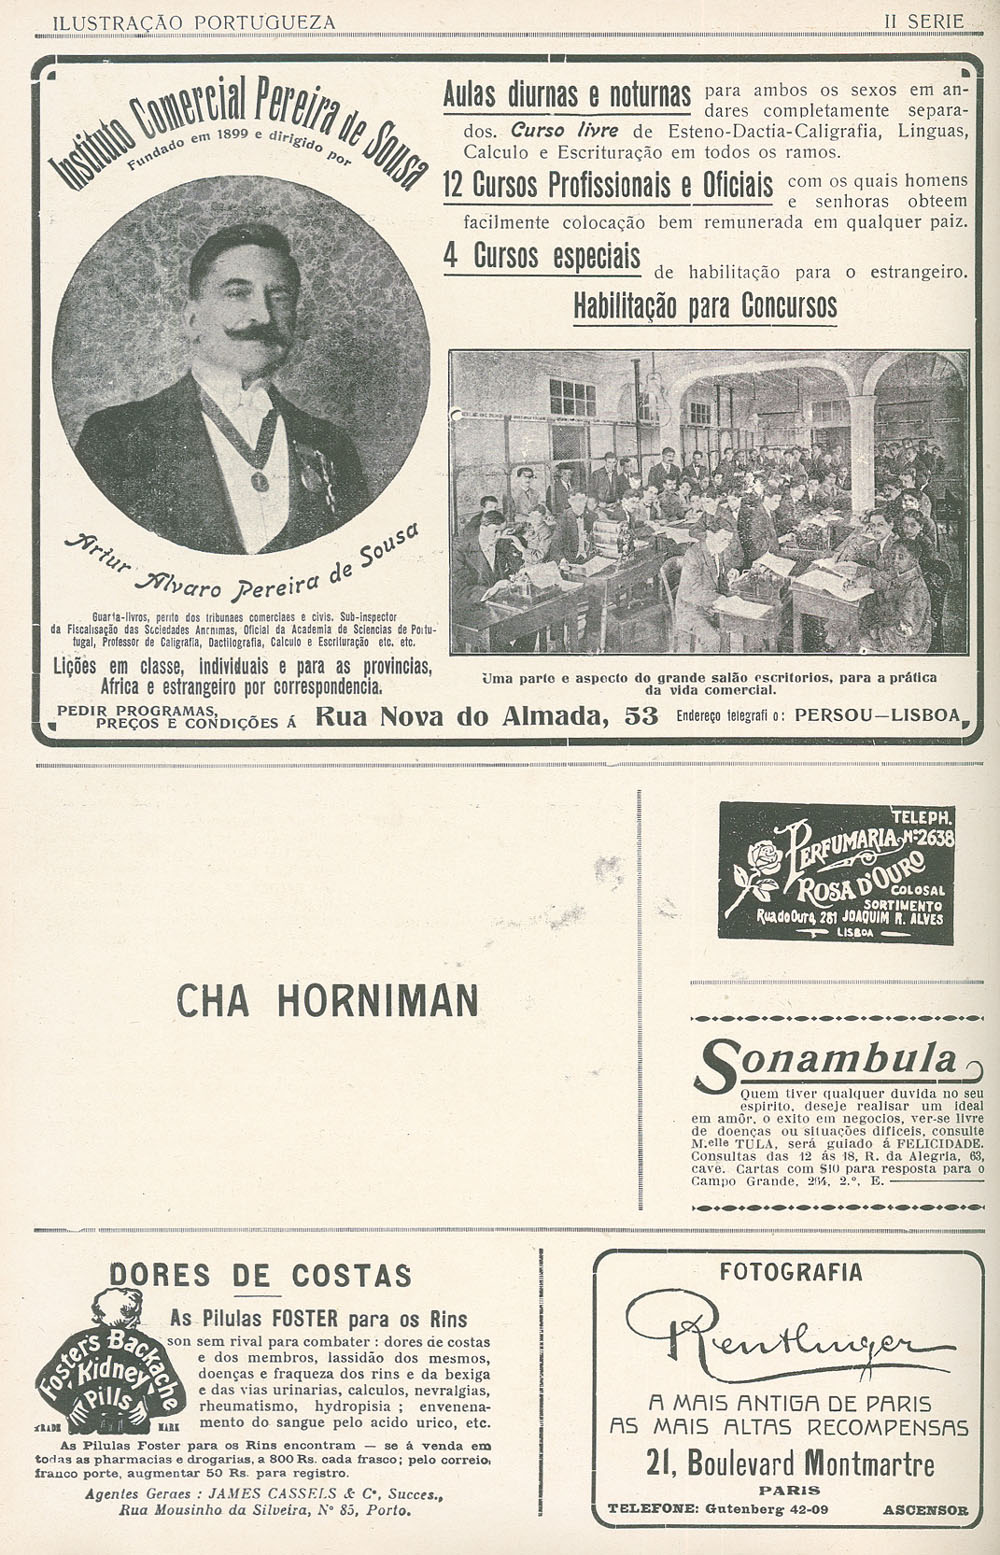 ILUSTRAÇÃO PORTUGUEZA
II SERIE
Instituto Comercial Pereira de Sousa
Fundado em 1899 e dirigido por
Artur Alvaro Pereira de Sousa
Guarda-livros, perito dos tribunaes comerciaes e civis. Sub-inspector
da Fiscalisação das Sociedades Anonimas, Oficial da Academia de Sciencias de Portu-
tugal, Professor de Caligrafia, Dactilografia, Calculo e Escrituração etc. etc.
Lições em classe, individuais e para as provincias,
Africa e estrangeiro por correspondencia.
Aulas diurnas e noturnas para ambos os sexos em an-
dares completamente separa-
dos. Curso livre de Esteno-Dactia-Caligrafia, Linguas,
Calculo e Escrituração em todos os ramos.
12 Cursos Profissionais e Oficiais com os quais homens
e senhoras obteem
facilmente colocação bem remunerada em qualquer paiz.
4 Cursos especiais de habilitação para o estrangeiro.
Habilitação para Concursos
Uma parte e aspecto do grande salão escritorios, para a prática
da vida comercial.
PEDIR PROGRAMAS,
PREÇOS E CONDIÇÕES Á Rua Nova do Almada, 53 Endereço telegrafi o: PERSOU—LISBOA
CHA HORNIMAN
TELEPH.
Nº 2638
PERFUMARIA
ROSA D'OURO
COLOSAL
SORTIMENTO
Rua do Ouro, 281 JOAQUIM R. ALVES
LISBOA
Sonambula
Quem tiver qualquer duvida no seu
espirito, deseje realisar um ideal
em amôr, o exito em negocios, ver-se livre
de doenças ou situações dificeis, consulte
M.elle TULA, será guiado á FELICIDADE.
Consultas das 12 ás 18, R. da Alegria, 63,
cave. Cartas com $10 para resposta para o
Campo Grande, 264, 2.º, E.
DORES DE COSTAS
As Pilulas FOSTER para os Rins
son sem rival para combater : dores de costas
e dos membros, lassidão dos mesmos,
doenças e fraqueza dos rins e da bexiga
e das vias urinarias, calculos, nevralgias,
rheumatismo, hydropisia ; envenena-
mento do sangue pelo acido urico, etc.
Foster's Backache
Kidney
Pills
TRADE MARK
As Pilulas Foster para os Rins encontram — se á venda em
todas as pharmacias e drogarias, a 800 Rs. cada frasco; pelo correio,
franco porte, augmentar 50 Rs. para registro.
Agentes Geraes : JAMES CASSELS & Cª, Succes.,
Rua Mousinho da Silveira, Nº 85, Porto.
FOTOGRAFIA
Reutlinger
A MAIS ANTIGA DE PARIS
AS MAIS ALTAS RECOMPENSAS
21, Boulevard Montmartre
PARIS
TELEFONE: Gutenberg 42-09 ASCENSOR